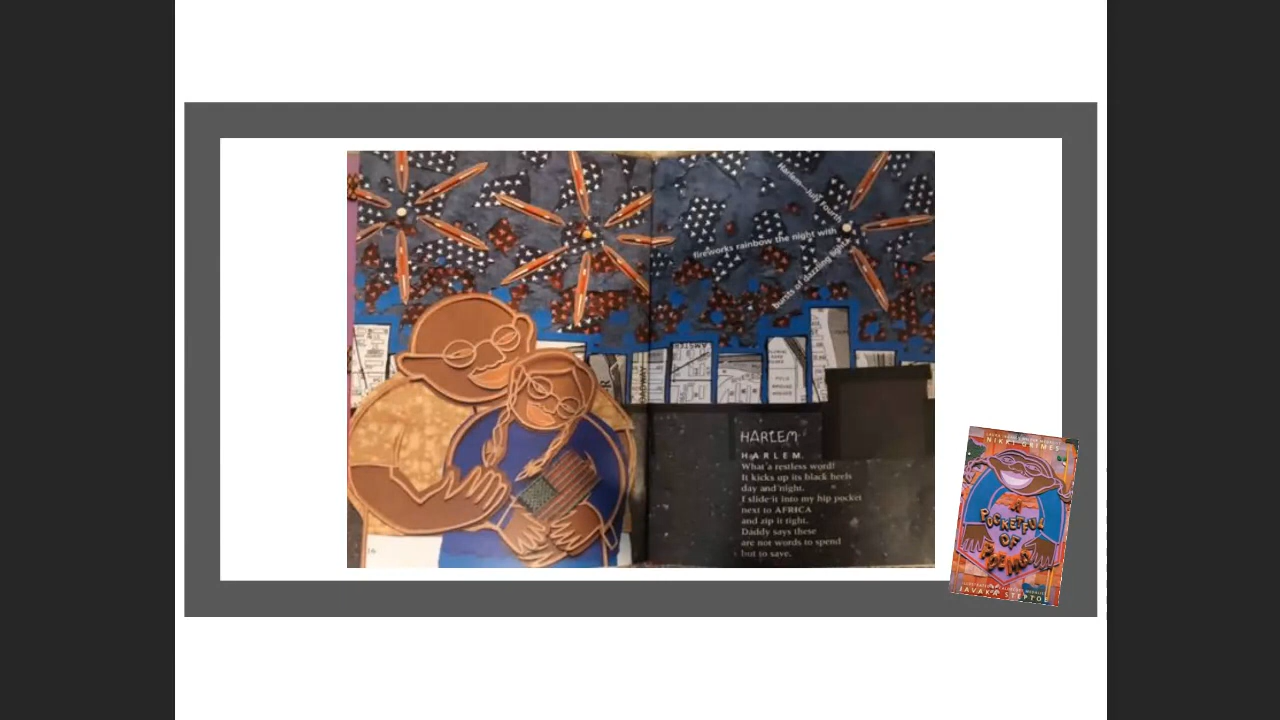 Harlem—July fourth
fireworks rainbow the night with
bursts of dazzling light.
HARLEM
HARLEM.
What a restless word!
It kicks up its black heels
day and night.
I slide it into my hip pocket
next to AFRICA
and zip it tight.
Daddy says these
are not words to spend
but to save.
16
NIKKI GRIMES
A
POCKETFUL
OF
POEMS
JAVAKA STEPTOE